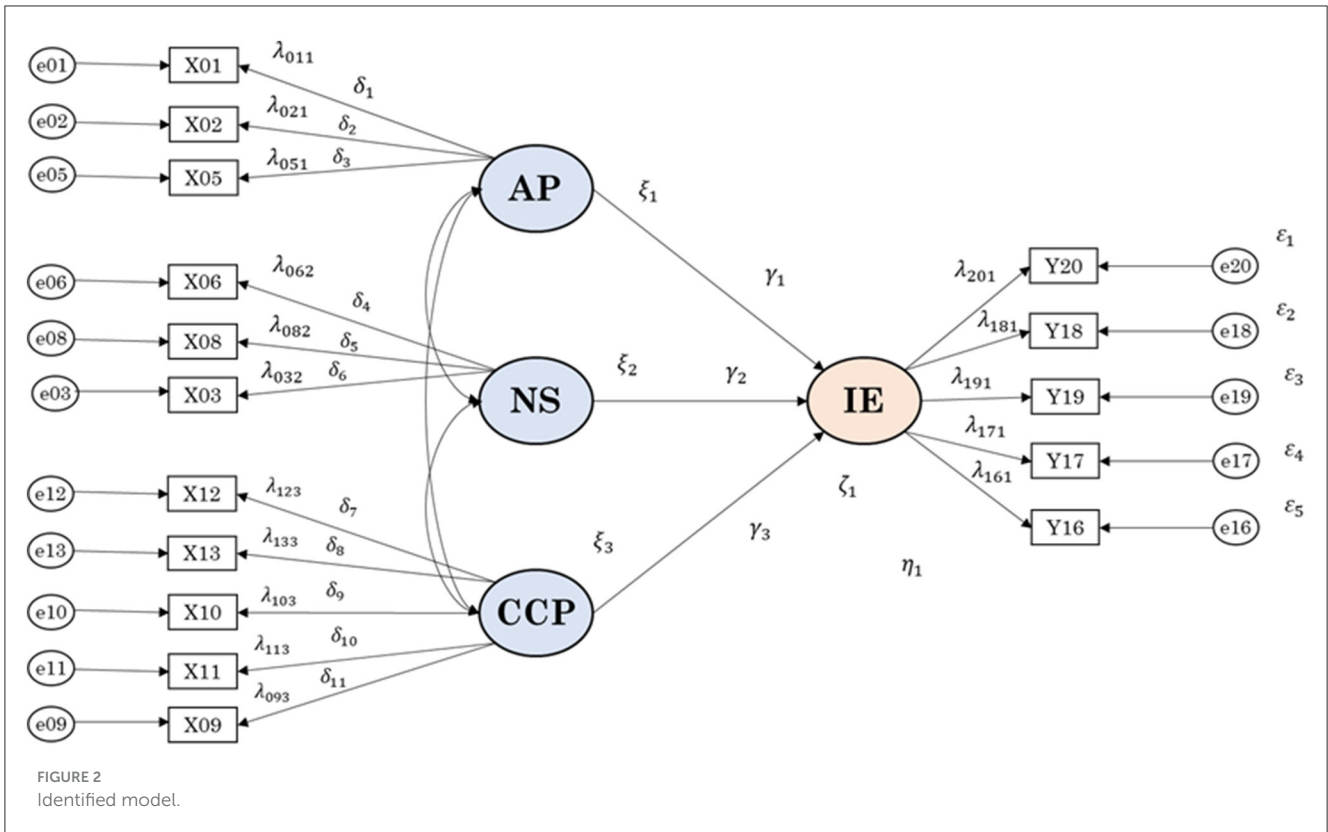 e01 X01 λ011 δ1
e02 X02 λ021 δ2
e05 X05 λ051 δ3
AP ξ1
e06 X06 λ062 δ4
e08 X08 λ082 δ5
e03 X03 λ032 δ6
NS ξ2
e12 X12 λ123 δ7
e13 X13 λ133 δ8
e10 X10 λ103 δ9
e11 X11 λ113 δ10
e09 X09 λ093 δ11
CCP ξ3
γ1
γ2
γ3
IE
ζ1
η1
λ201 Y20 e20 ε1
λ181 Y18 e18 ε2
λ191 Y19 e19 ε3
λ171 Y17 e17 ε4
λ161 Y16 e16 ε5
FIGURE 2
Identified model.